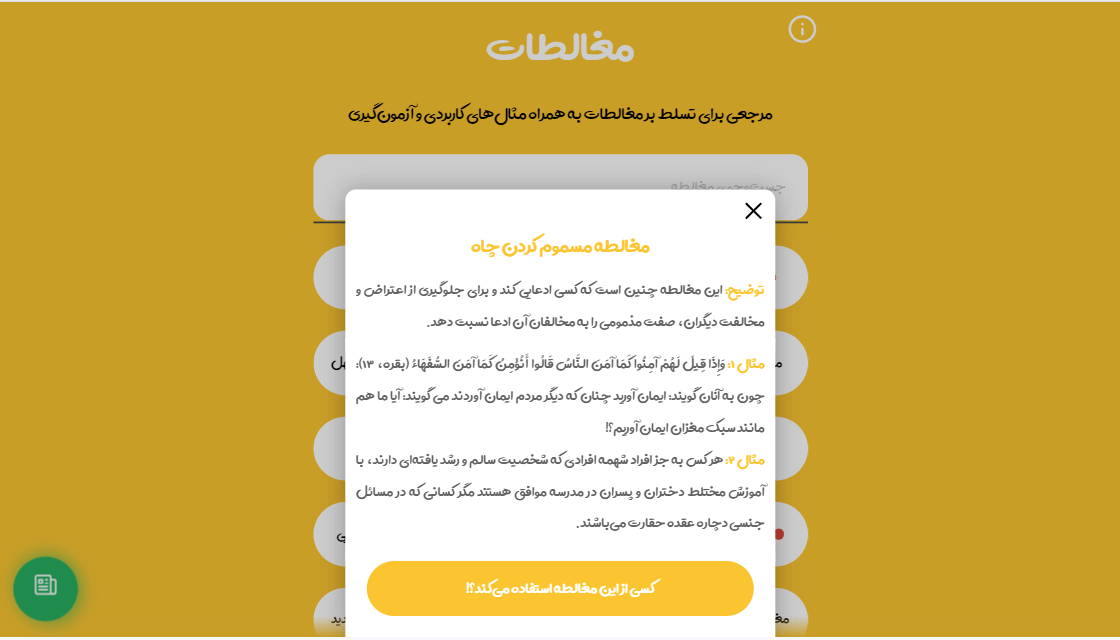 مغالطات
مرجعی برای تسلط بر مغالطات به همراه مثال‌های کاربردی و آزمون‌گیری
جست‌وجوی مغالطه
مغالطه مسموم کردن چاه
توضیح: این مغالطه چنین است که کسی ادعایی کند و برای جلوگیری از اعتراض و
مخالفت دیگران، صفت مذمومی را به مخالفان آن ادعا نسبت دهد.
مثال ۱: وَإِذَا قِيلَ لَهُمْ آمِنُوا كَمَا آمَنَ النَّاسُ قَالُوا أَنُؤْمِنُ كَمَا آمَنَ السُّفَهَاءُ (بقره، ۱۳):
چون به آنان گویند: ایمان آورید چنان که دیگر مردم ایمان آوردند می گویند: آیا ما هم
مانند سبک مغزان ایمان آوریم؟!
مثال ۲: هر کس به جز افراد شهمه افرادی که شخصیت سالم و رشد یافته‌ای دارند، با
آموزش مختلط دختران و پسران در مدرسه موافق هستند مگر کسانی که در مسائل
جنسی دچاره عقده حقارت می‌باشند.
کسی از این مغالطه استفاده می‌کند؟!